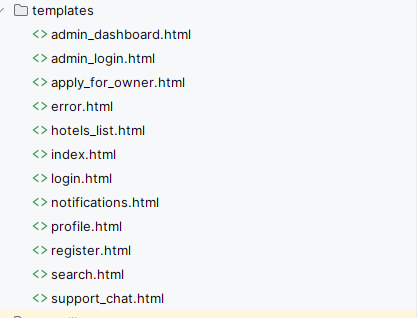 templates
<> admin_dashboard.html
<> admin_login.html
<> apply_for_owner.html
<> error.html
<> hotels_list.html
<> index.html
<> login.html
<> notifications.html
<> profile.html
<> register.html
<> search.html
<> support_chat.html